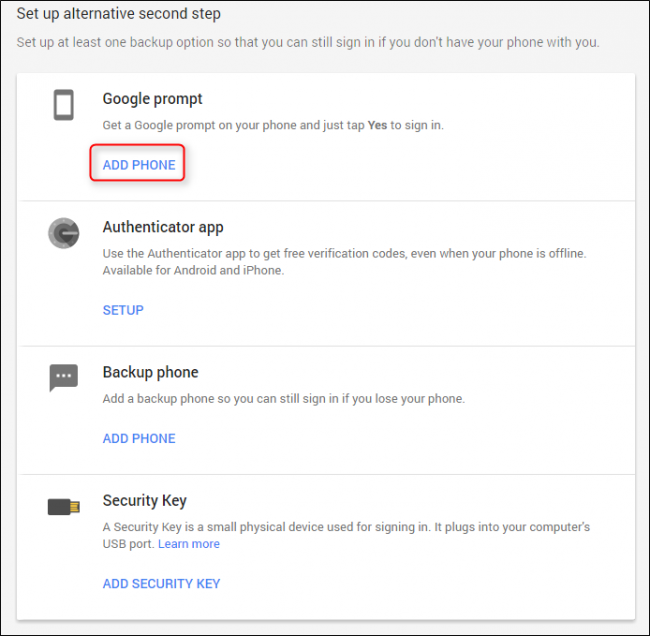 Set up alternative second step
Set up at least one backup option so that you can still sign in if you don't have your phone with you.
Google prompt
Get a Google prompt on your phone and just tap Yes to sign in.
ADD PHONE
Authenticator app
Use the Authenticator app to get free verification codes, even when your phone is offline.
Available for Android and iPhone.
SETUP
Backup phone
Add a backup phone so you can still sign in if you lose your phone.
ADD PHONE
Security Key
A Security Key is a small physical device used for signing in. It plugs into your computer's
USB port. Learn more
ADD SECURITY KEY